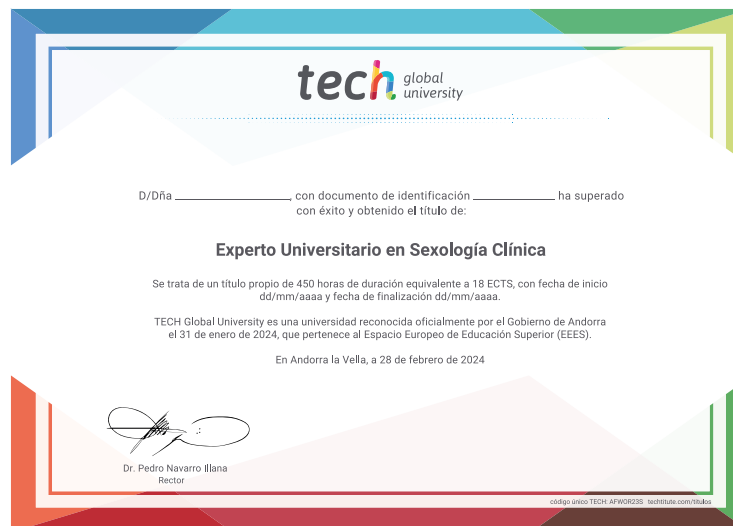 tech global university
D/Dña ____________________, con documento de identificación ______________ ha superado
con éxito y obtenido el título de:
Experto Universitario en Sexología Clínica
Se trata de un título propio de 450 horas de duración equivalente a 18 ECTS, con fecha de inicio
dd/mm/aaaa y fecha de finalización dd/mm/aaaa.
TECH Global University es una universidad reconocida oficialmente por el Gobierno de Andorra
el 31 de enero de 2024, que pertenece al Espacio Europeo de Educación Superior (EEES).
En Andorra la Vella, a 28 de febrero de 2024
Dr. Pedro Navarro Illana
Rector
código único TECH: AFWOR23S techtitute.com/titulos